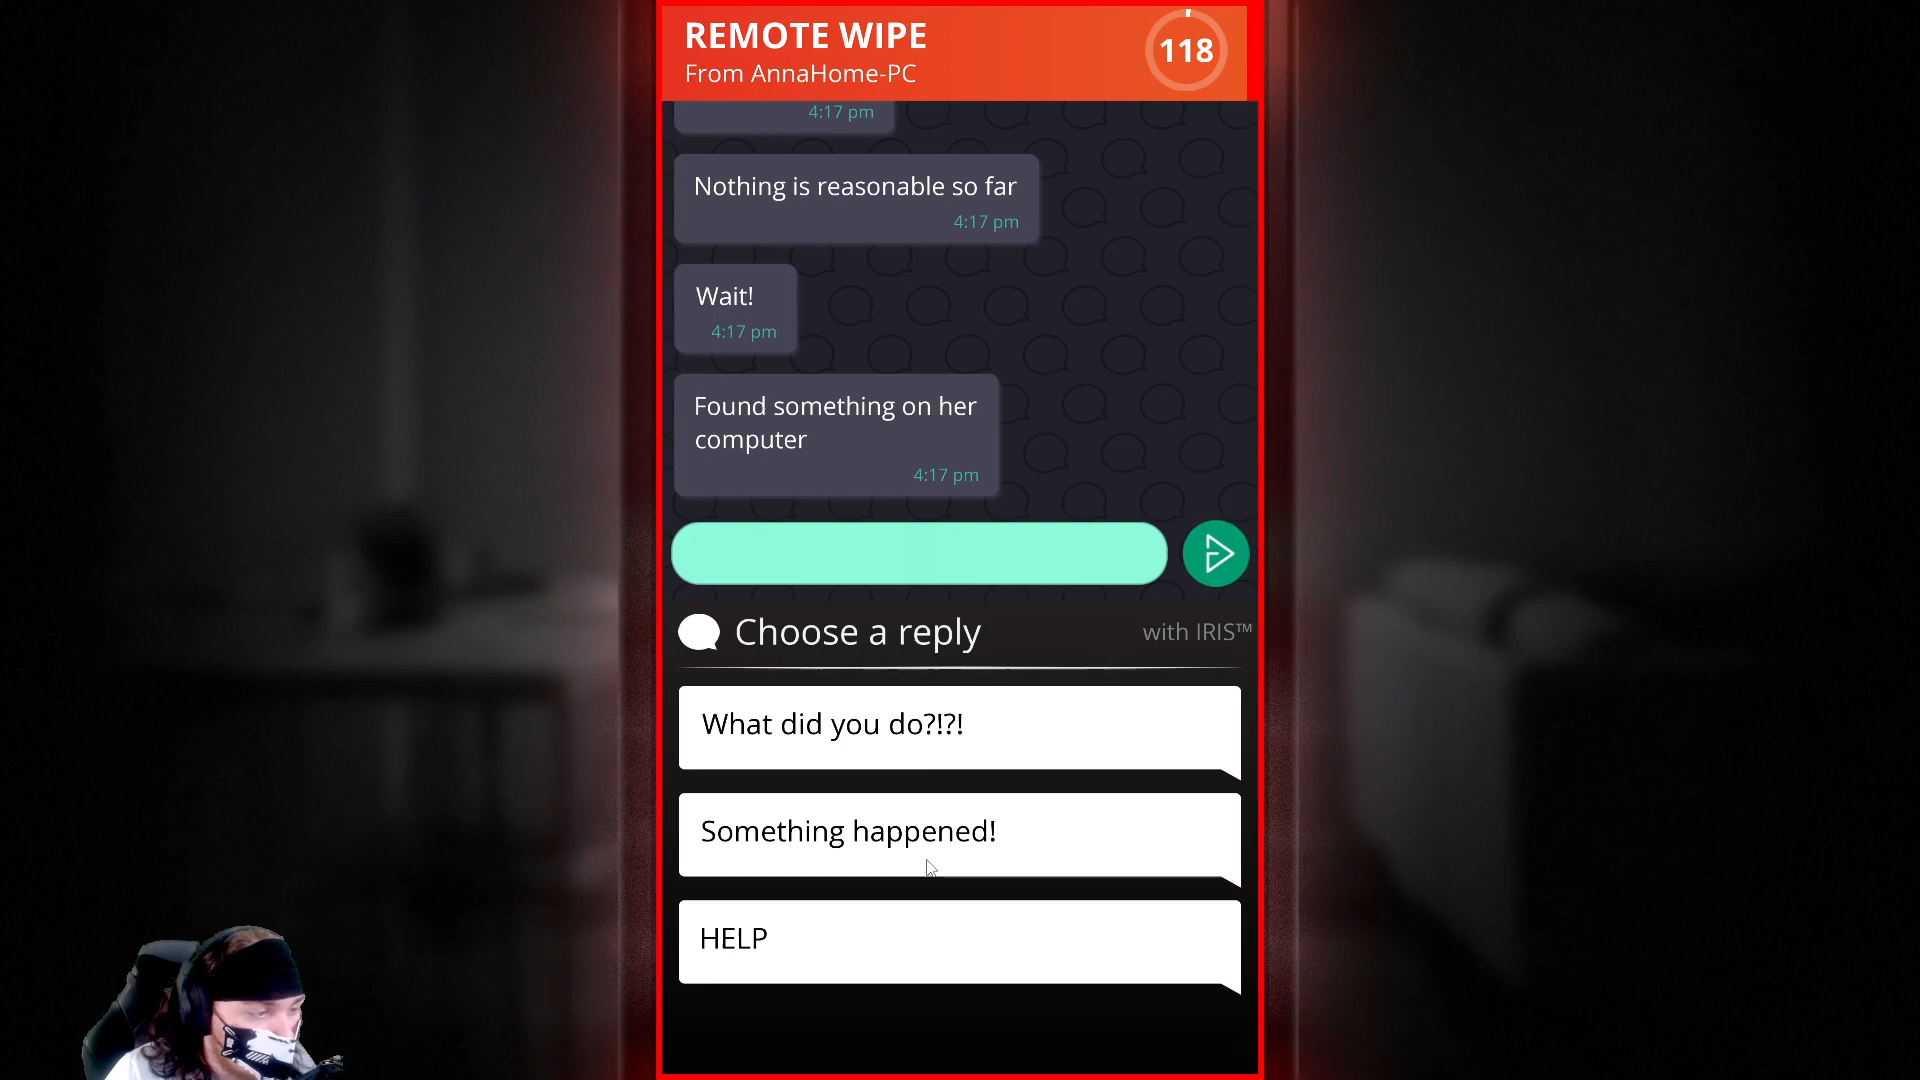 REMOTE WIPE
From AnnaHome-PC
118
4:17 pm
Nothing is reasonable so far
4:17 pm
Wait!
4:17 pm
Found something on her
computer
4:17 pm
Choose a reply
with IRIS™
What did you do?!?!
Something happened!
HELP